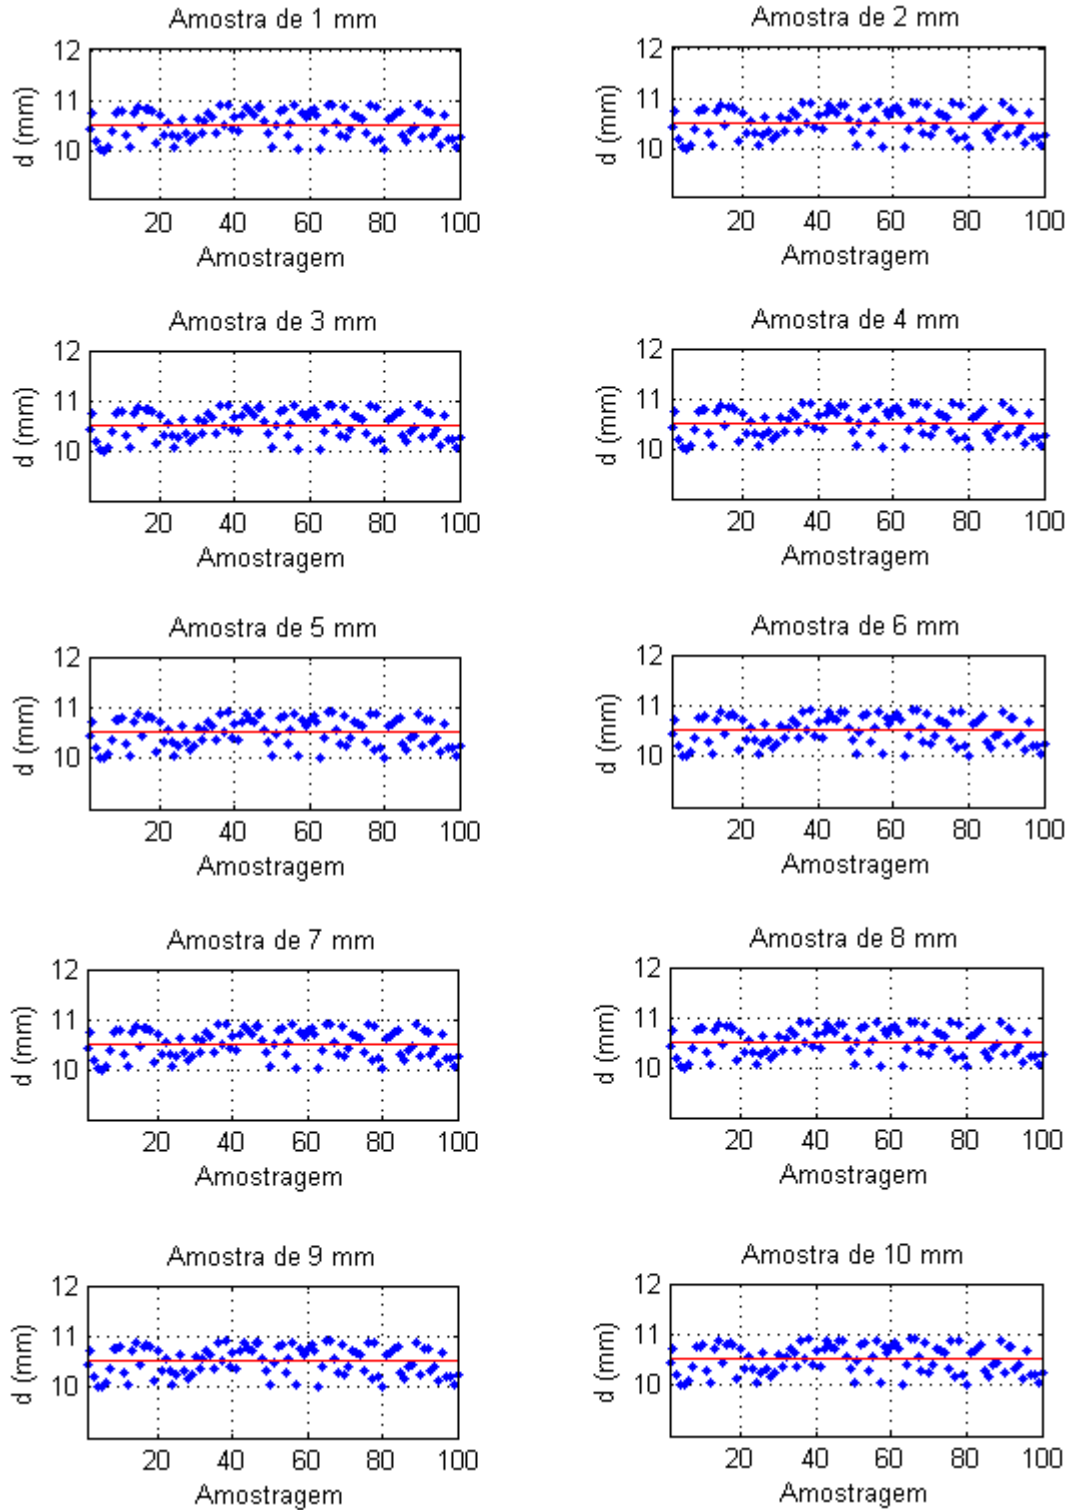 Amostra de 1 mm
Amostra de 2 mm
12
11
10
d (mm)
20 40 60 80 100
Amostragem
12
11
10
d (mm)
20 40 60 80 100
Amostragem
Amostra de 3 mm
Amostra de 4 mm
12
11
10
d (mm)
20 40 60 80 100
Amostragem
12
11
10
d (mm)
20 40 60 80 100
Amostragem
Amostra de 5 mm
Amostra de 6 mm
12
11
10
d (mm)
20 40 60 80 100
Amostragem
12
11
10
d (mm)
20 40 60 80 100
Amostragem
Amostra de 7 mm
Amostra de 8 mm
12
11
10
d (mm)
20 40 60 80 100
Amostragem
12
11
10
d (mm)
20 40 60 80 100
Amostragem
Amostra de 9 mm
Amostra de 10 mm
12
11
10
d (mm)
20 40 60 80 100
Amostragem
12
11
10
d (mm)
20 40 60 80 100
Amostragem